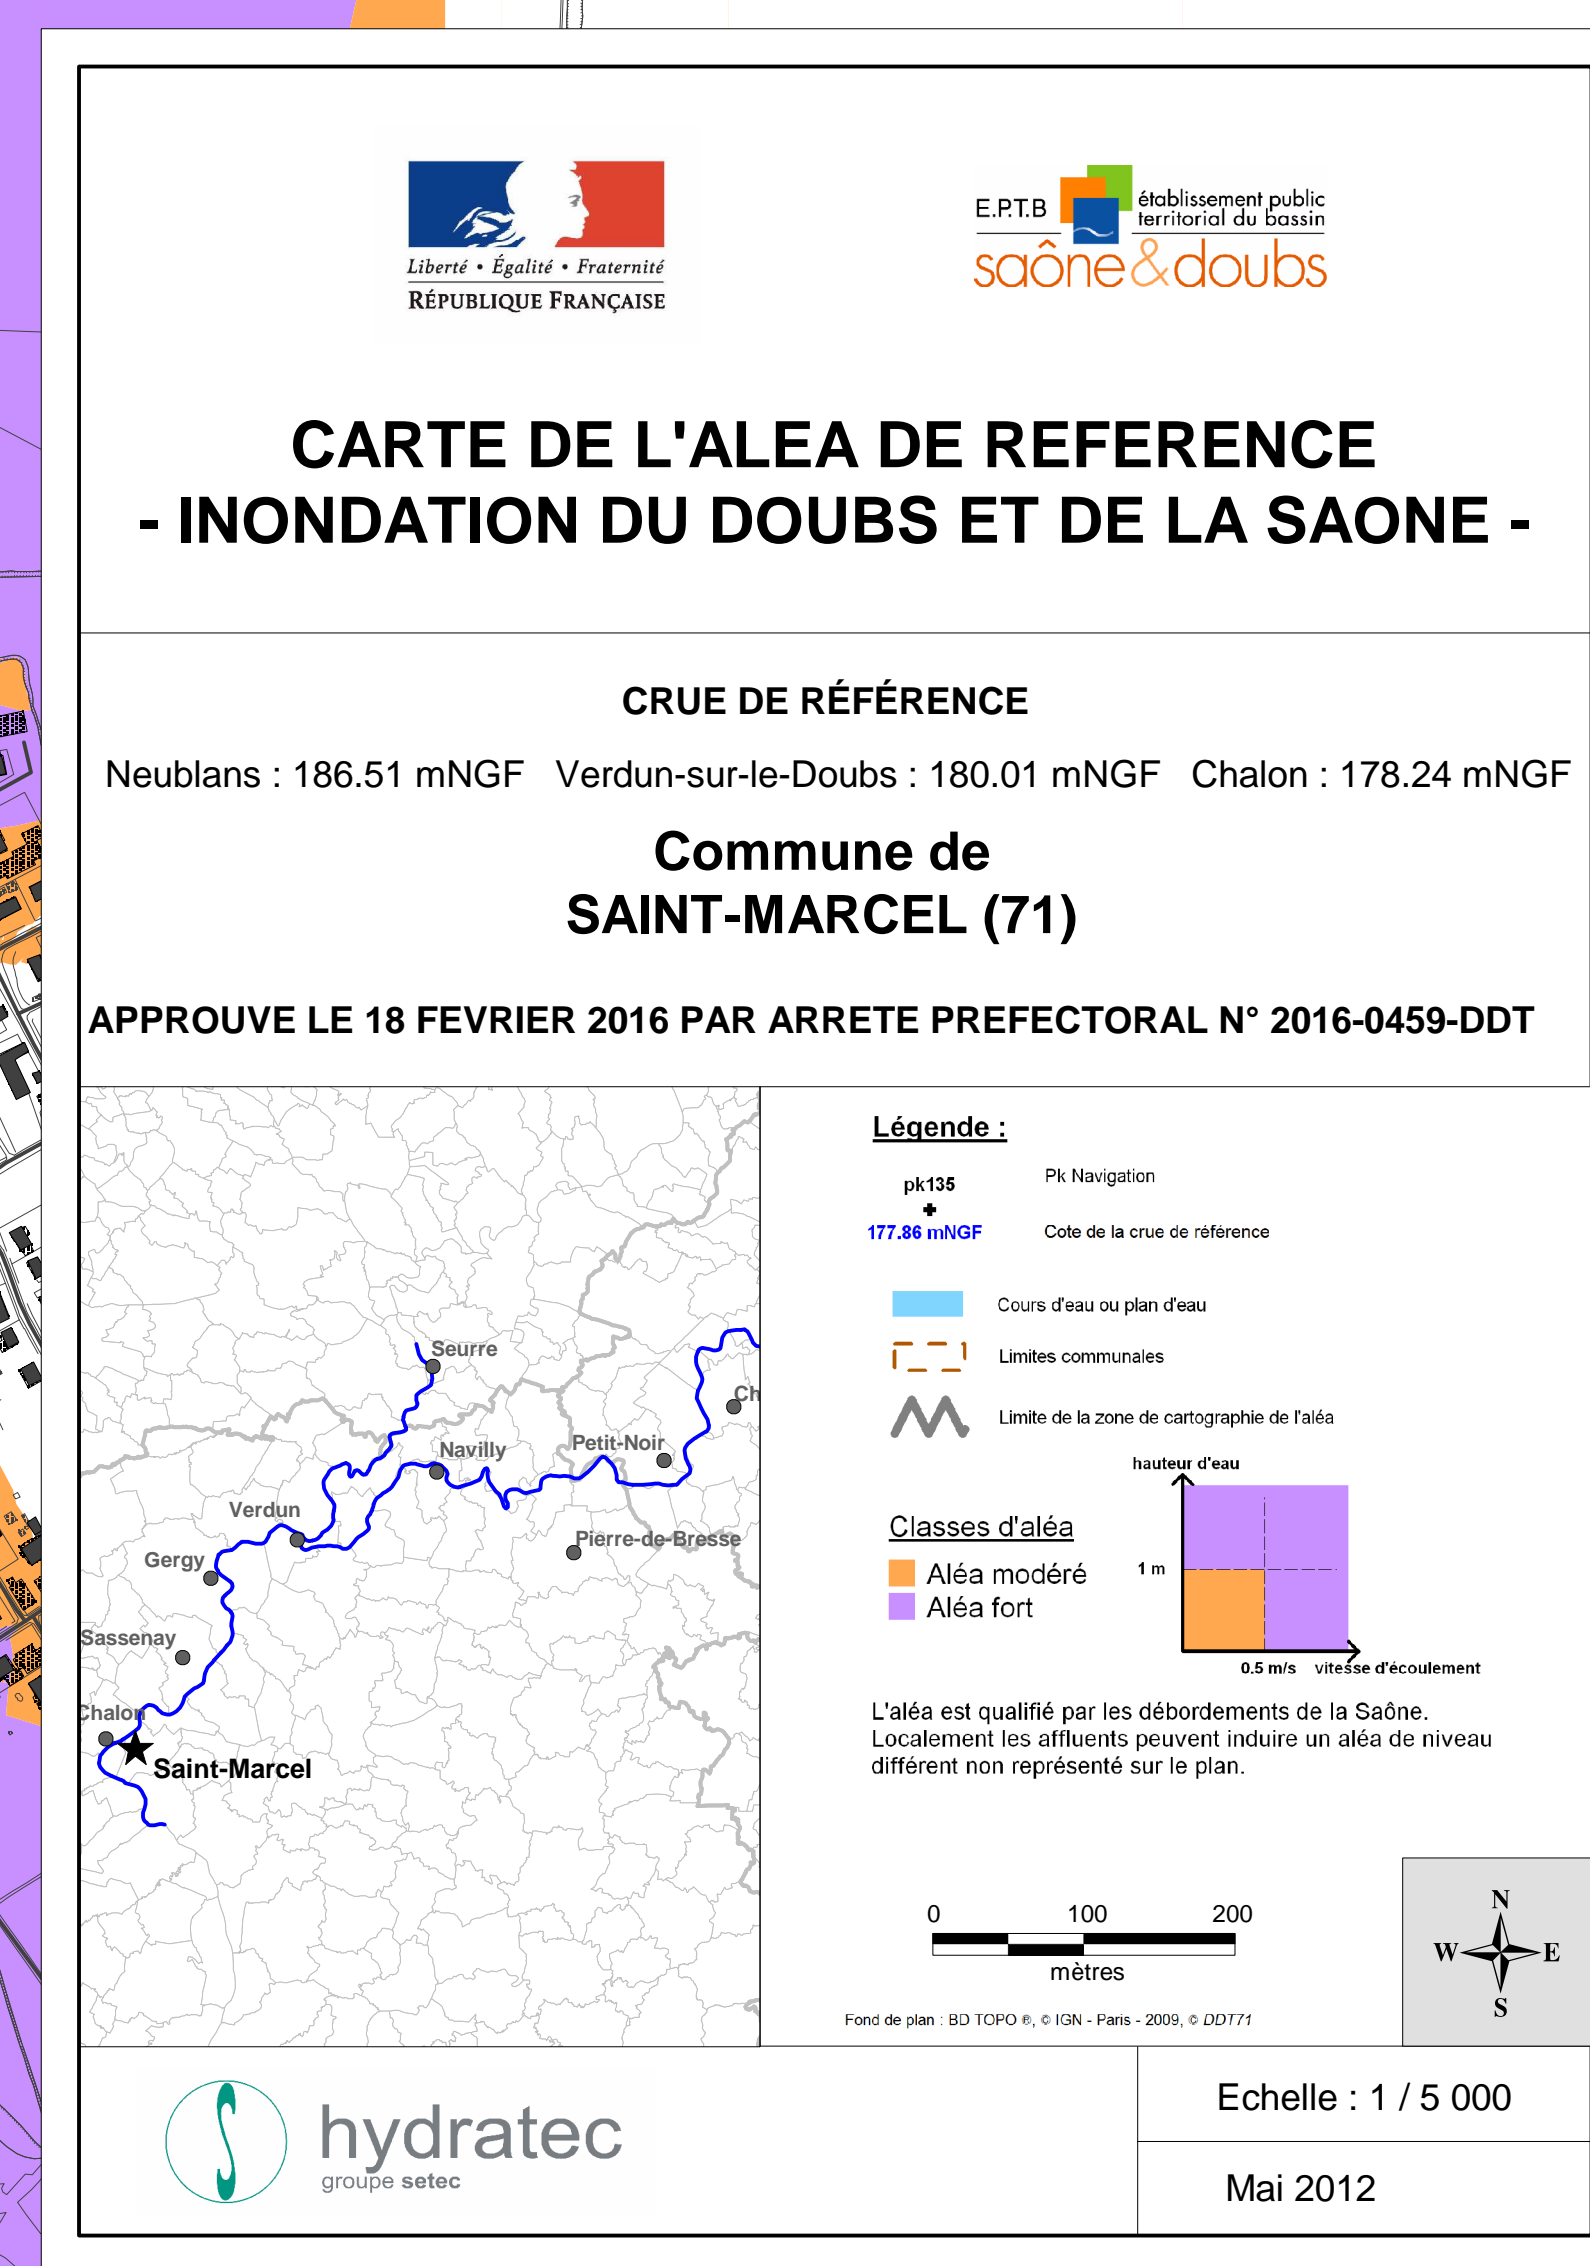 Liberté • Égalité • Fraternité
RÉPUBLIQUE FRANÇAISE
E.P.T.B
établissement public
territorial du bassin
saône&doubs
CARTE DE L'ALEA DE REFERENCE
- INONDATION DU DOUBS ET DE LA SAONE -
CRUE DE RÉFÉRENCE
Neublans : 186.51 mNGF Verdun-sur-le-Doubs : 180.01 mNGF Chalon : 178.24 mNGF
Commune de
SAINT-MARCEL (71)
APPROUVE LE 18 FEVRIER 2016 PAR ARRETE PREFECTORAL N° 2016-0459-DDT
Seurre
Ch
Navilly
Petit-Noir
Verdun
Pierre-de-Bresse
Gergy
Sassenay
Chalon
Saint-Marcel
Légende :
pk135
Pk Navigation
177.86 mNGF
Cote de la crue de référence
Cours d'eau ou plan d'eau
Limites communales
Limite de la zone de cartographie de l'aléa
hauteur d'eau
Classes d'aléa
1 m
Aléa modéré
Aléa fort
0.5 m/s vitesse d'écoulement
L'aléa est qualifié par les débordements de la Saône.
Localement les affluents peuvent induire un aléa de niveau
différent non représenté sur le plan.
0 100 200
mètres
N
W E
S
Fond de plan : BD TOPO ®, © IGN - Paris - 2009, © DDT71
hydratec
groupe setec
Echelle : 1 / 5 000
Mai 2012